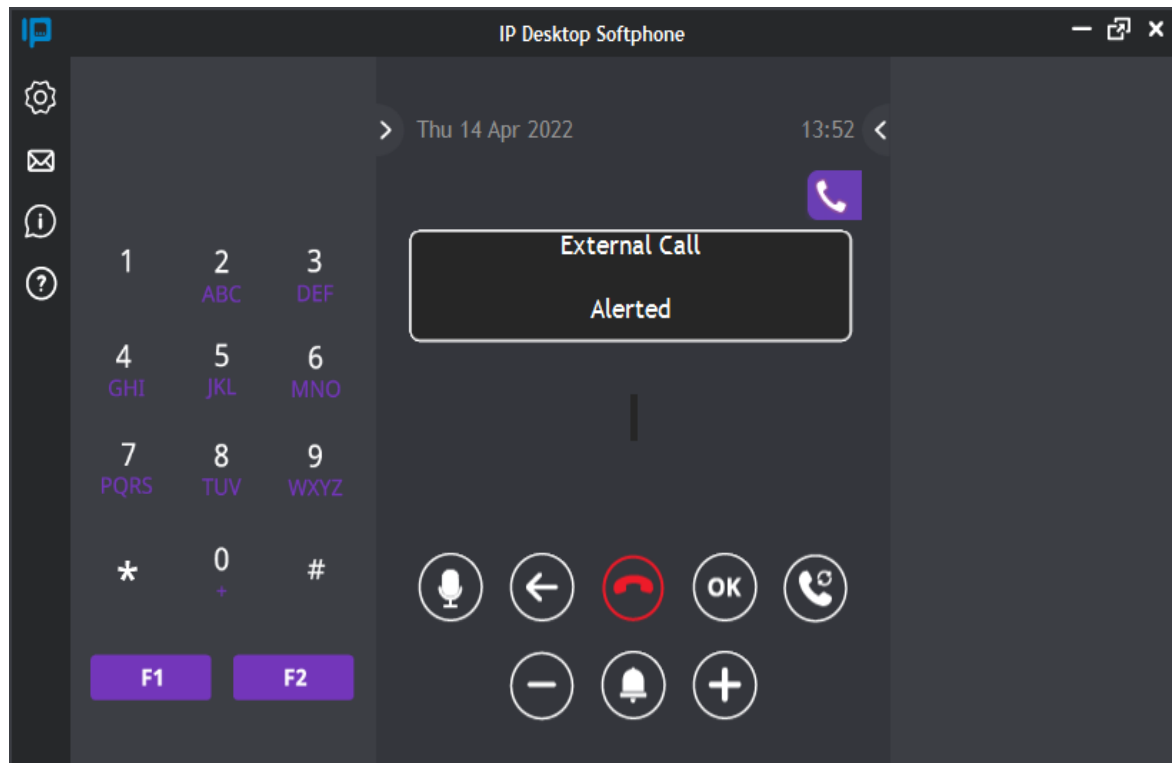 IP Desktop Softphone
Thu 14 Apr 2022 13:52
External Call
Alerted
1 2 3
ABC DEF
4 5 6
GHI JKL MNO
7 8 9
PQRS TUV WXYZ
* 0 #
+
F1 F2
OK